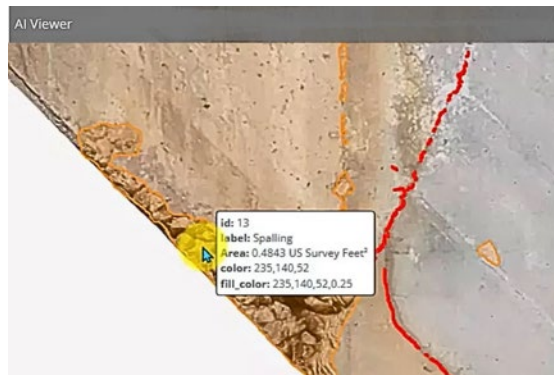 AI Viewer
id: 13
label: Spalling
Area: 0.4843 US Survey Feet²
color: 235,140,52
fill_color: 235,140,52,0.25